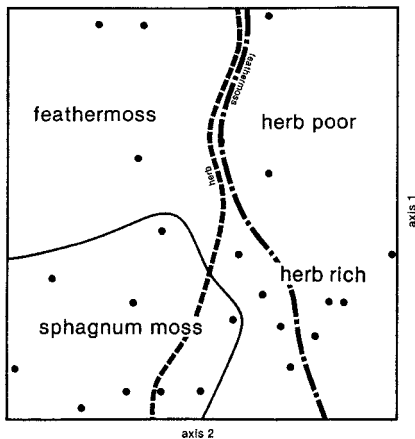 feathermoss
herb poor
feathermoss
herb
herb rich
sphagnum moss
axis 1
axis 2